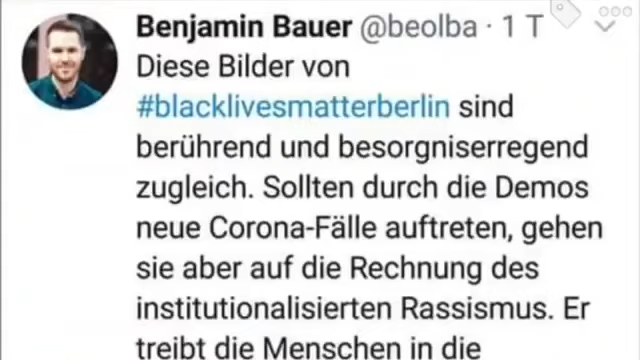 Benjamin Bauer @beolba · 1 T
Diese Bilder von
#blacklivesmatterberlin sind
berührend und besorgniserregend
zugleich. Sollten durch die Demos
neue Corona-Fälle auftreten, gehen
sie aber auf die Rechnung des
institutionalisierten Rassismus. Er
treibt die Menschen in die